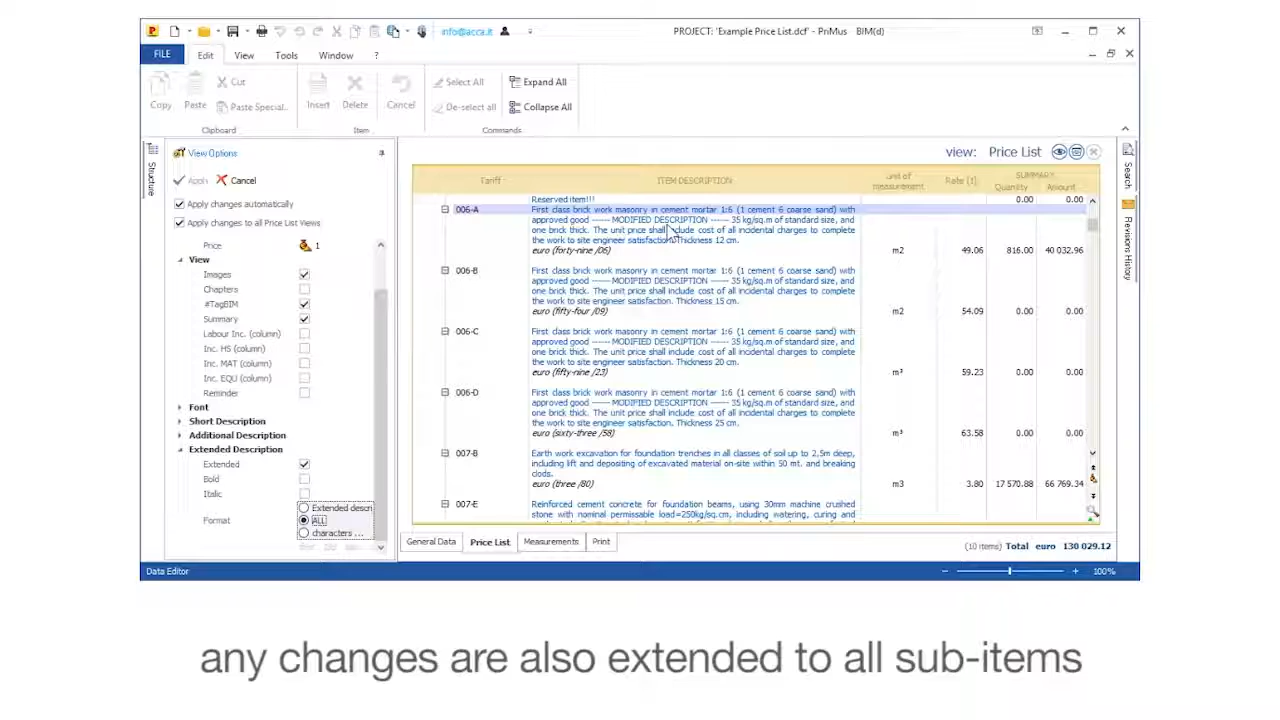 info@acca.it
PROJECT: 'Example Price List.dcf' - PriMus BIM(d)
FILE
Edit
View
Tools
Window
?
Copy
Paste
Cut
Paste Special..
Insert
Delete
Cancel
Select All
De-select all
Expand All
Collapse All
Clipboard
Item
Commands
Structure
View Options
Apply
Cancel
Apply changes automatically
Apply changes to all Price List Views
Price
1
View
Images
Chapters
#TagBIM
Summary
Labour Inc. (column)
Inc. HS (column)
Inc. MAT (column)
Inc. EQU (column)
Reminder
Font
Short Description
Additional Description
Extended Description
Extended
Bold
Italic
Format
Extended descri
ALL
characters ...
view: Price List
Tariff
ITEM DESCRIPTION
unit of
measurement
Rate (1)
SUMMARY
Quantity
Amount
Reserved item!!!
0.00 0.00
006-A
First class brick work masonry in cement mortar 1:6 (1 cement 6 coarse sand) with
approved good ------ MODIFIED DESCRIPTION ------ 35 kg/sq.m of standard size, and
one brick thick. The unit price shall include cost of all incidental charges to complete
the work to site engineer satisfaction. Thickness 12 cm.
euro (forty-nine /06)
m2 49.06 816.00 40 032.96
006-B
First class brick work masonry in cement mortar 1:6 (1 cement 6 coarse sand) with
approved good ------ MODIFIED DESCRIPTION ------ 35 kg/sq.m of standard size, and
one brick thick. The unit price shall include cost of all incidental charges to complete
the work to site engineer satisfaction. Thickness 15 cm.
euro (fifty-four /09)
m2 54.09 0.00 0.00
006-C
First class brick work masonry in cement mortar 1:6 (1 cement 6 coarse sand) with
approved good ------ MODIFIED DESCRIPTION ------ 35 kg/sq.m of standard size, and
one brick thick. The unit price shall include cost of all incidental charges to complete
the work to site engineer satisfaction. Thickness 20 cm.
euro (fifty-nine /23)
m³ 59.23 0.00 0.00
006-D
First class brick work masonry in cement mortar 1:6 (1 cement 6 coarse sand) with
approved good ------ MODIFIED DESCRIPTION ------ 35 kg/sq.m of standard size, and
one brick thick. The unit price shall include cost of all incidental charges to complete
the work to site engineer satisfaction. Thickness 25 cm.
euro (sixty-three /58)
m³ 63.58 0.00 0.00
007-B
Earth work excavation for foundation trenches in all classes of soil up to 2,5m deep,
including lift and depositing of excavated material on-site within 50 mt. and breaking
clods.
euro (three /80)
m3 3.80 17 570.88 66 769.34
007-E
Reinforced cement concrete for foundation beams, using 30mm machine crushed
stone with nominal permissable load=250kg/sq.cm, including watering, curing and
Search
Revisions History
General Data
Price List
Measurements
Print
(10 items) Total euro 130 029.12
Data Editor
100%
any changes are also extended to all sub-items